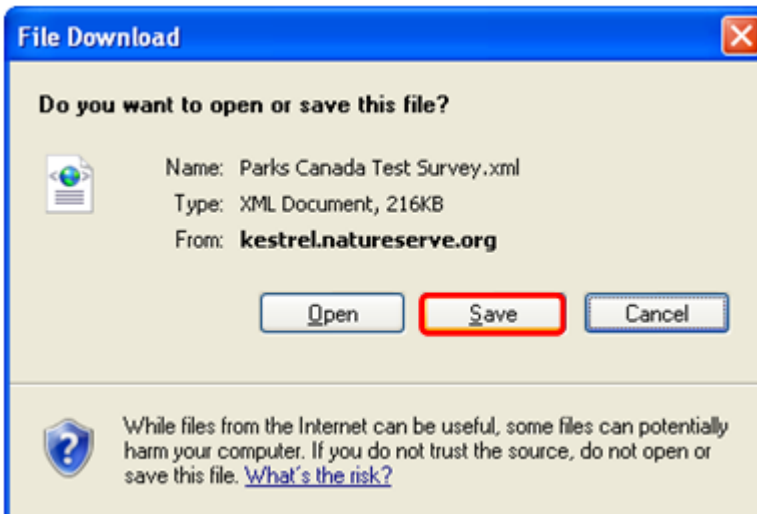 File Download
Do you want to open or save this file?
Name: Parks Canada Test Survey.xml
Type: XML Document, 216KB
From: kestrel.natureserve.org
Open Save Cancel
While files from the Internet can be useful, some files can potentially
harm your computer. If you do not trust the source, do not open or
save this file. What's the risk?